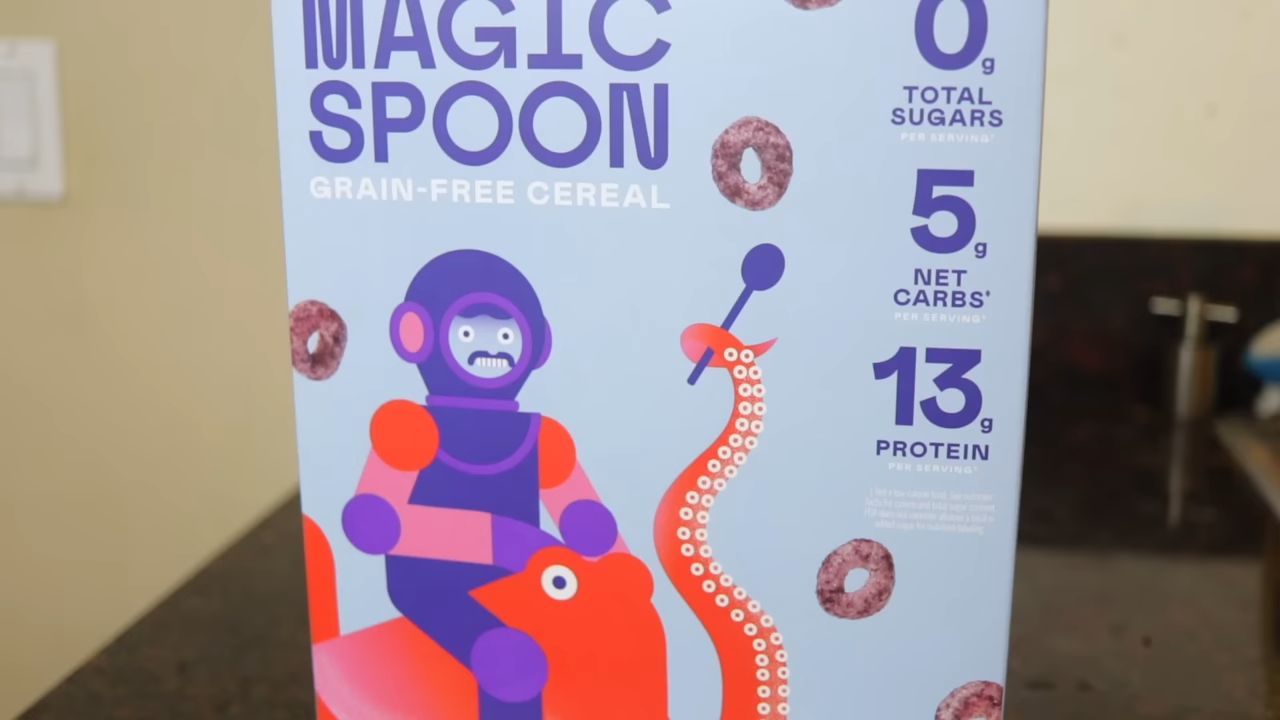 MAGIC
SPOON
GRAIN-FREE CEREAL
0g
TOTAL
SUGARS
PER SERVING*
5g
NET
CARBS*
PER SERVING*
13g
PROTEIN
PER SERVING*